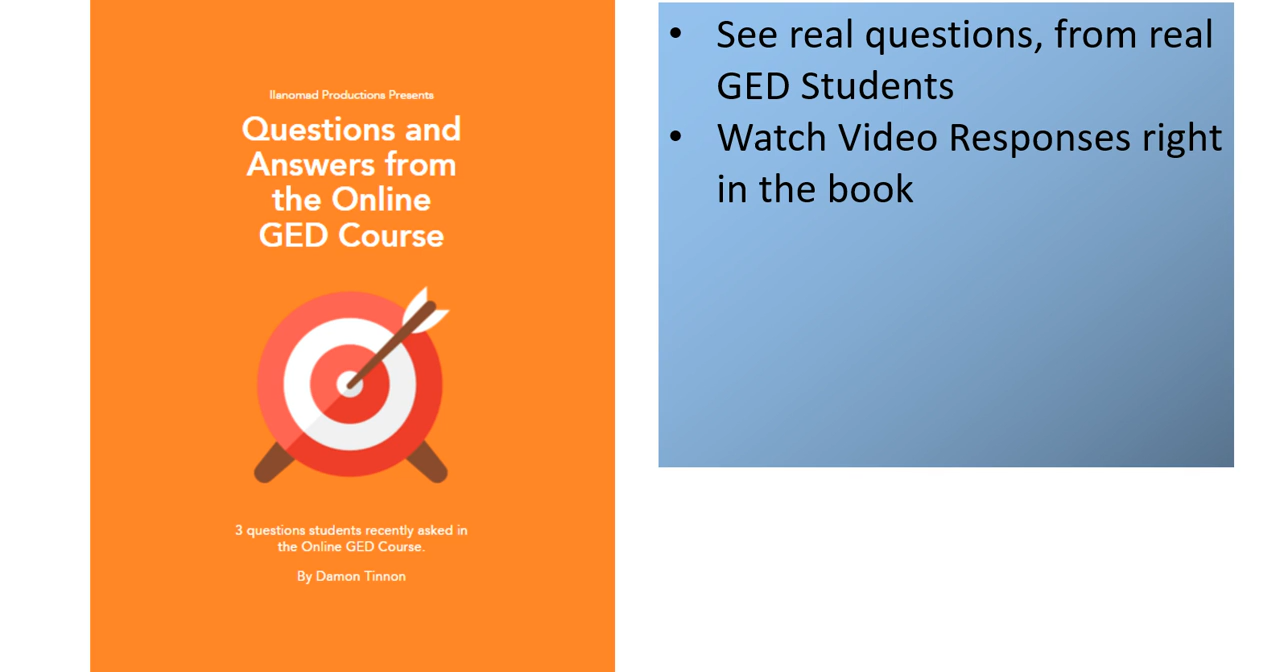 Ilanomad Productions Presents
Questions and
Answers from
the Online
GED Course
3 questions students recently asked in
the Online GED Course.
By Damon Tinnon
• See real questions, from real
GED Students
• Watch Video Responses right
in the book